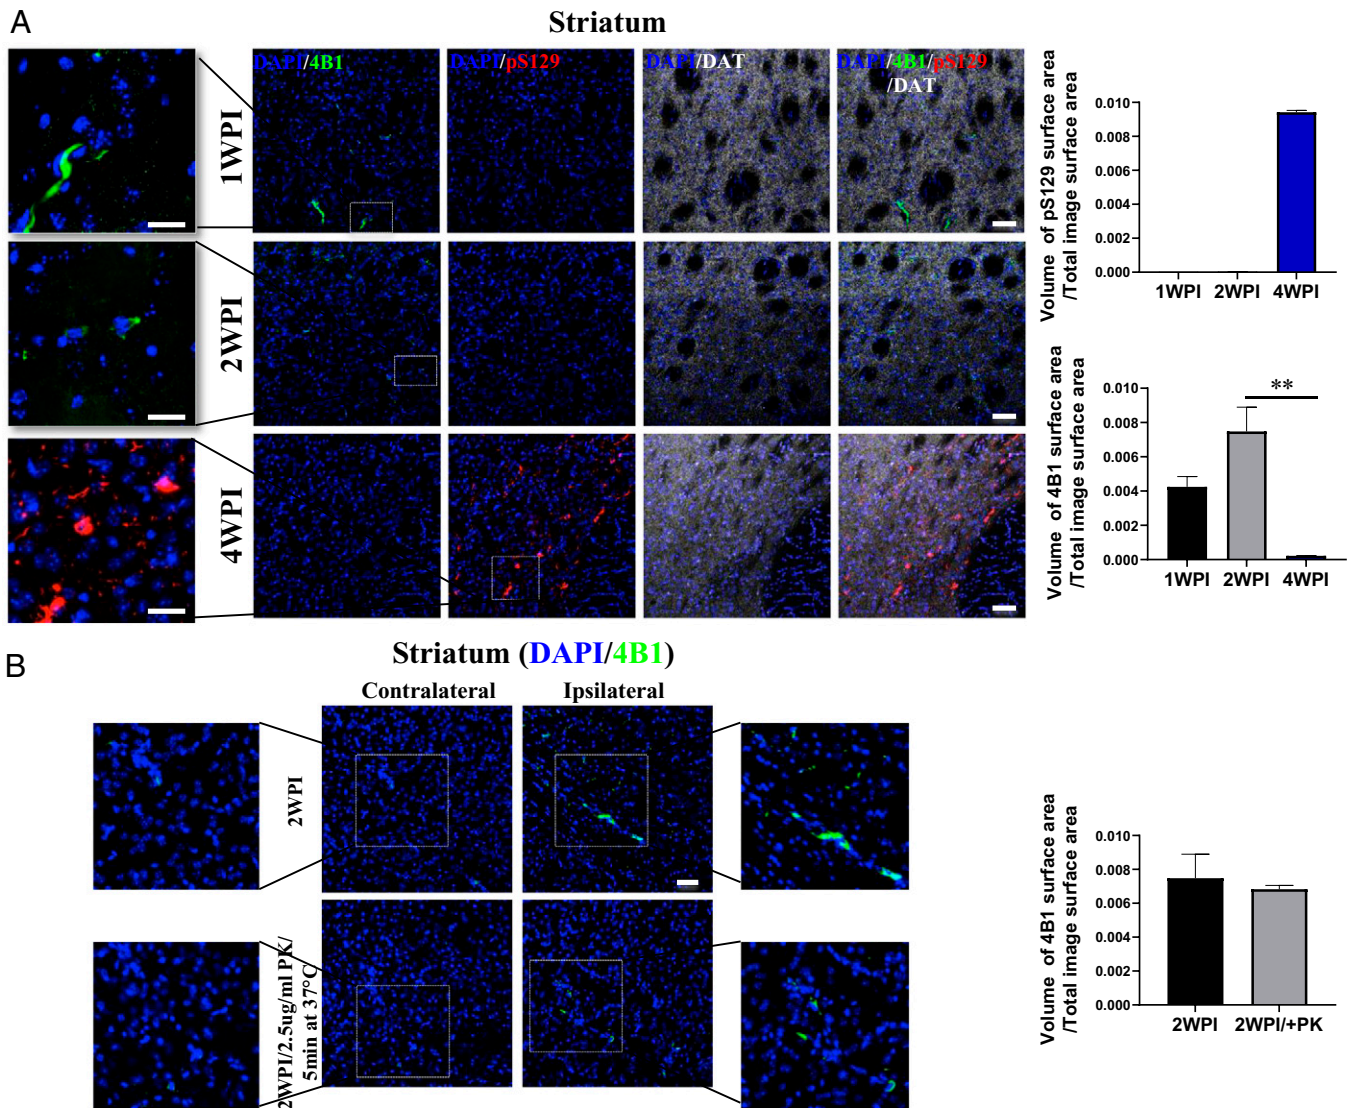 A
Striatum
DAPI/4B1
DAPI/pS129
DAPI/DAT
DAPI/4B1/pS129
/DAT
1WPI
2WPI
4WPI
Volume of pS129 surface area
/Total image surface area
0.010
0.008
0.006
0.004
0.002
0.000
1WPI 2WPI 4WPI
Volume of 4B1 surface area
/Total image surface area
0.010
0.008
0.006
0.004
0.002
0.000
**
1WPI 2WPI 4WPI
B
Striatum (DAPI/4B1)
Contralateral
Ipsilateral
2WPI
2WPI/2.5ug/ml PK/
5min at 37°C
Volume of 4B1 surface area
/Total image surface area
0.010
0.008
0.006
0.004
0.002
0.000
2WPI 2WPI/+PK